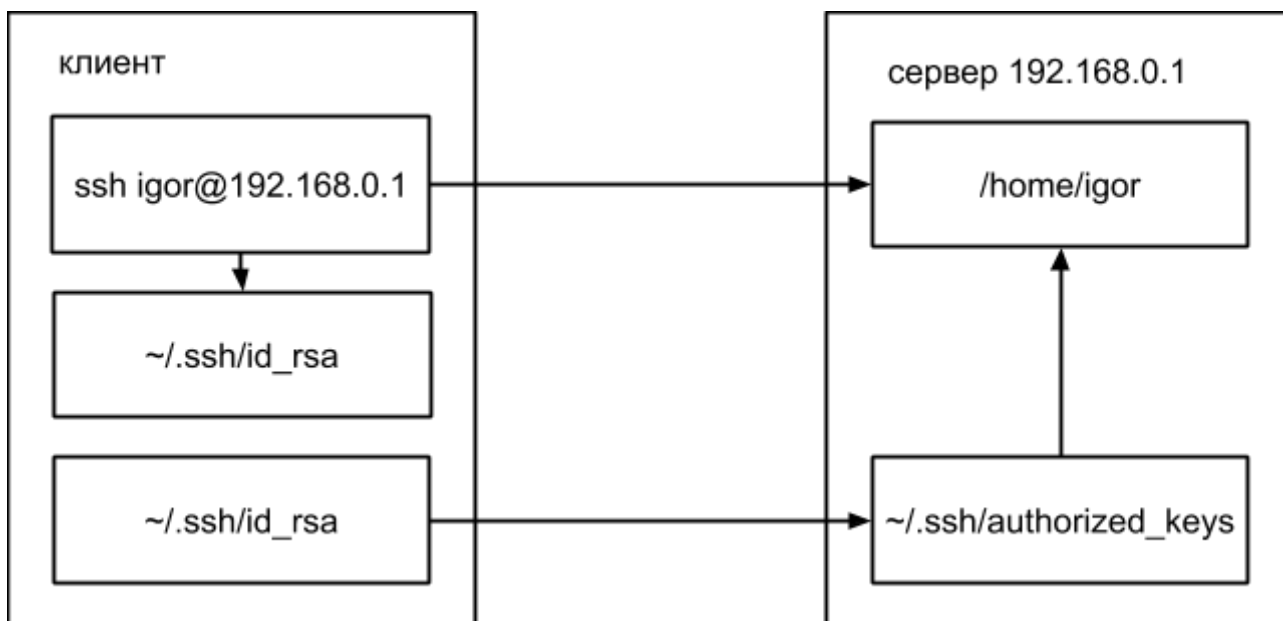 клиент
сервер 192.168.0.1
ssh igor@192.168.0.1
/home/igor
~/.ssh/id_rsa
~/.ssh/id_rsa
~/.ssh/authorized_keys